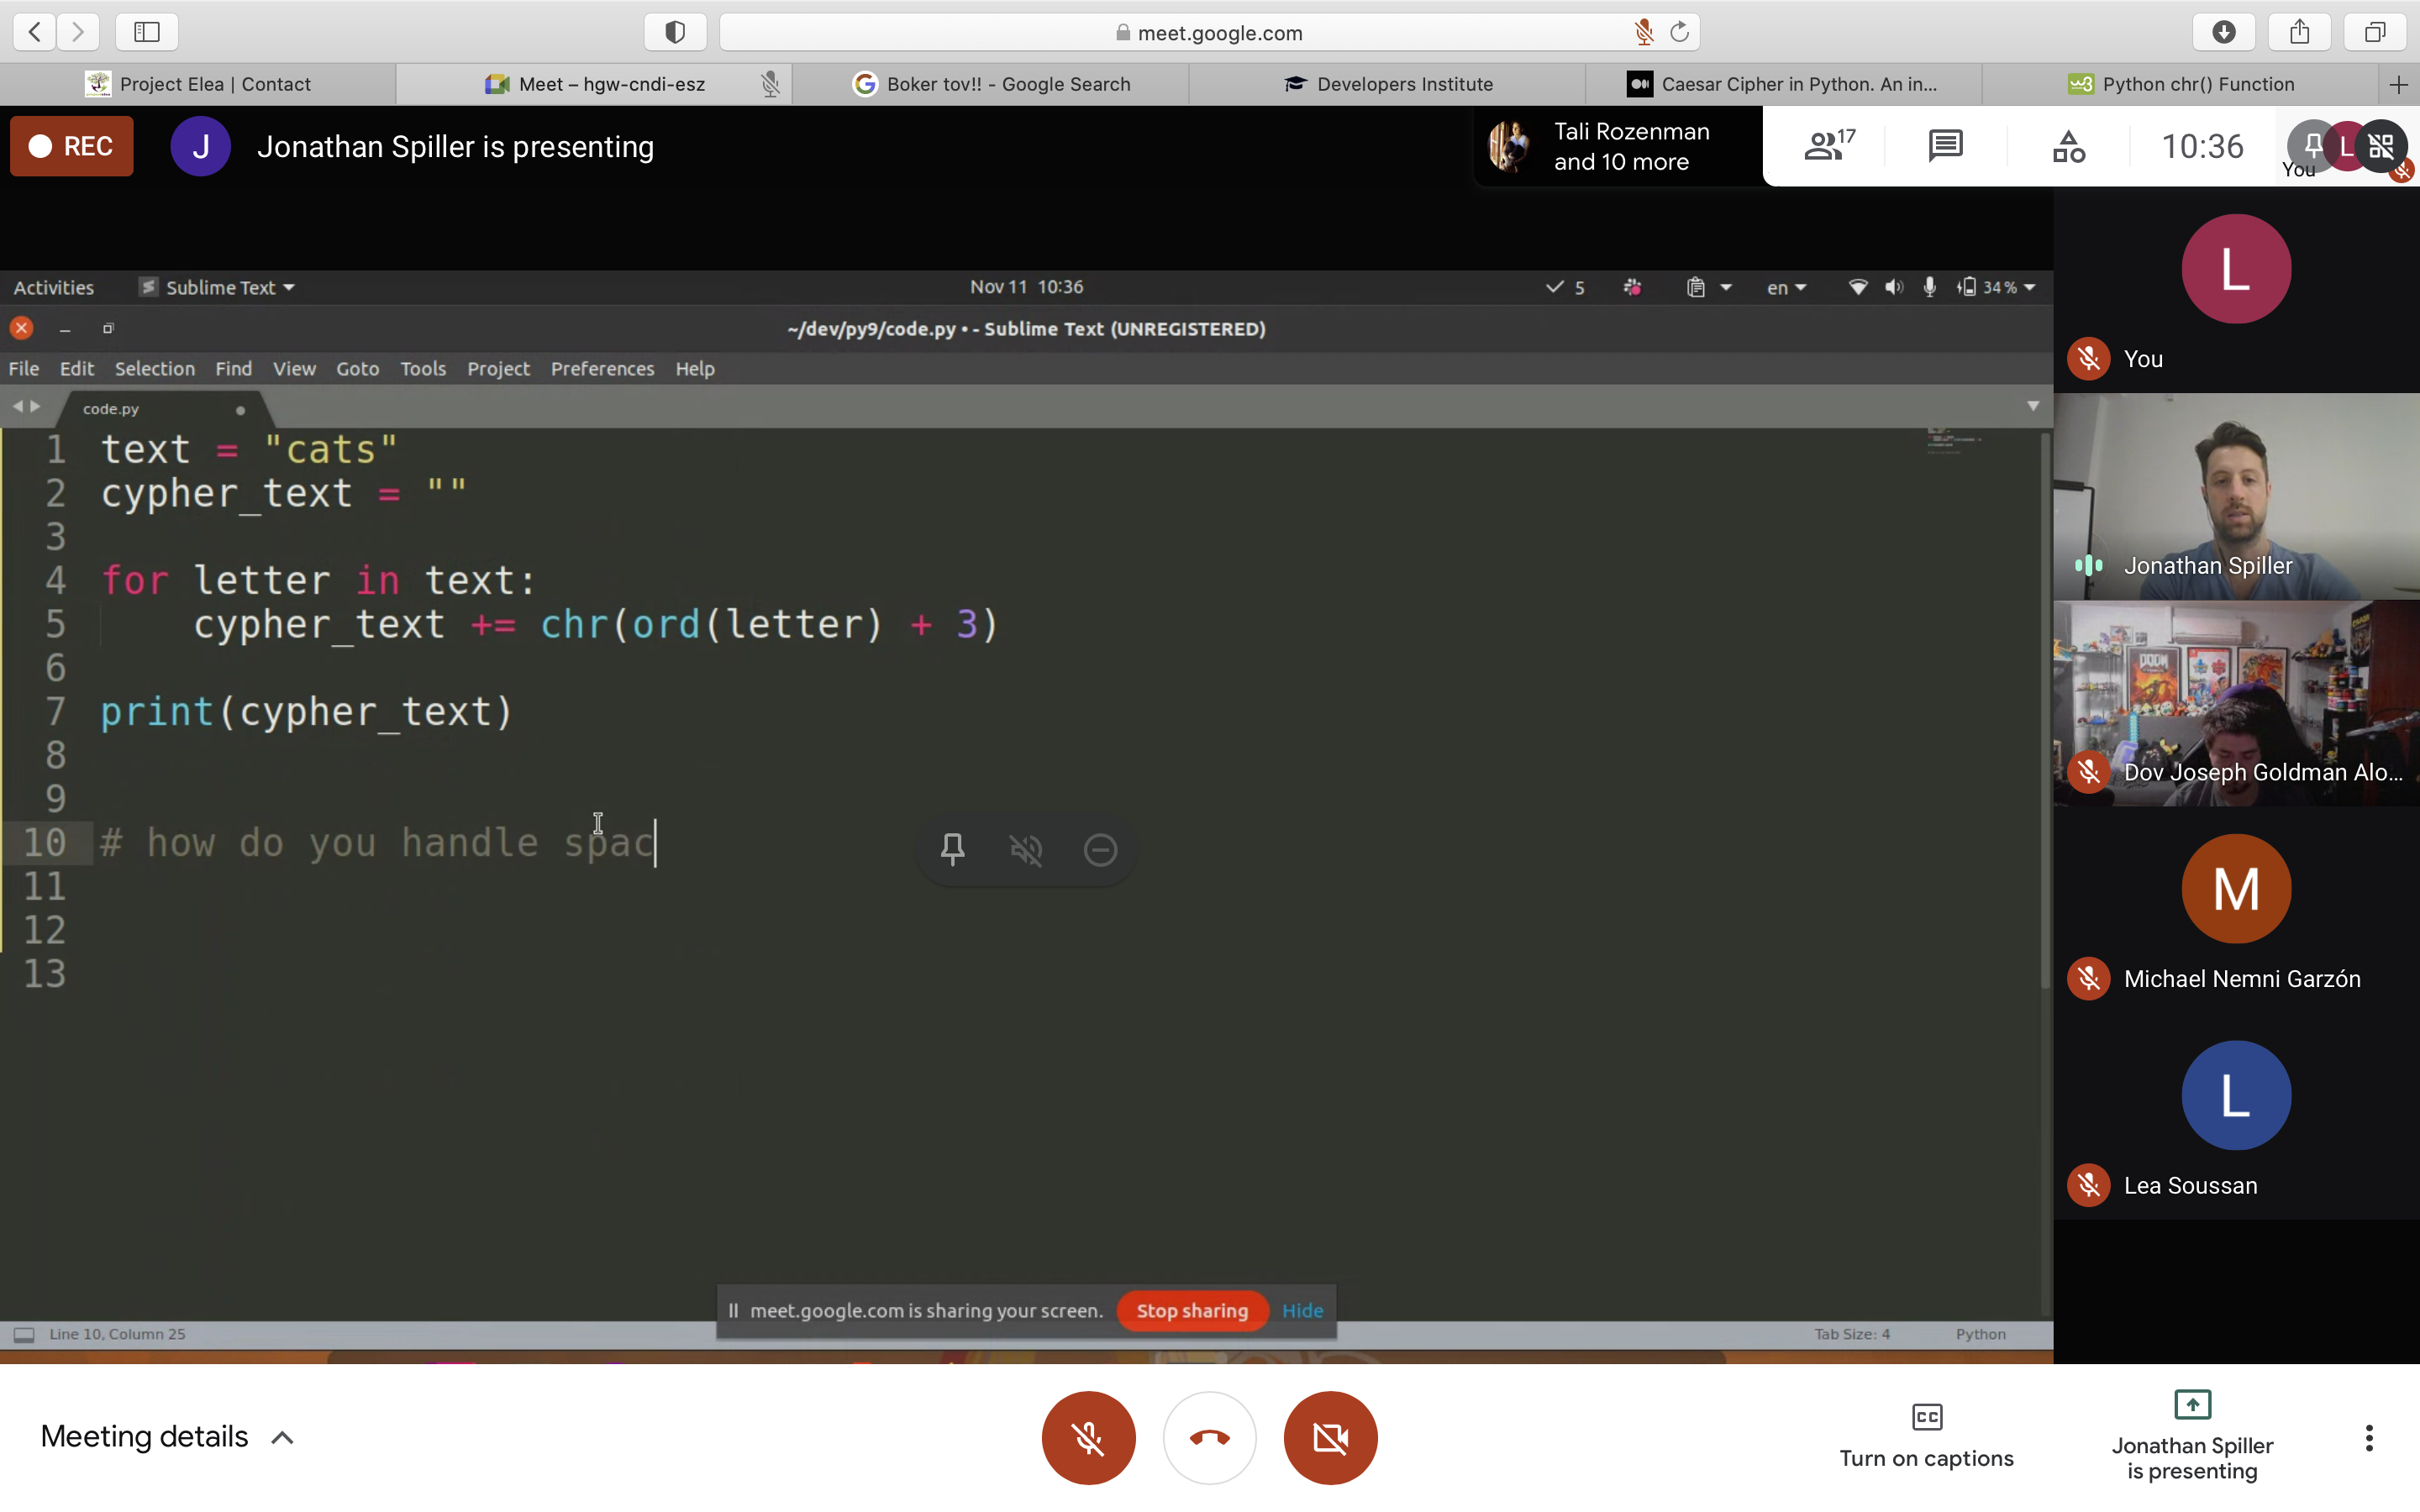 meet.google.com
Project Elea | Contact
Meet – hgw-cndi-esz
Boker tov!! - Google Search
Developers Institute
Caesar Cipher in Python. An in...
Python chr() Function
REC
J
Jonathan Spiller is presenting
Tali Rozenman
and 10 more
17
10:36
L
You
Activities
Sublime Text
Nov 11 10:36
5
en
34 %
~/dev/py9/code.py • - Sublime Text (UNREGISTERED)
File Edit Selection Find View Goto Tools Project Preferences Help
code.py
1 text = "cats"
2 cypher_text = ""
3
4 for letter in text:
5 cypher_text += chr(ord(letter) + 3)
6
7 print(cypher_text)
8
9
10 # how do you handle spac
11
12
13
meet.google.com is sharing your screen. Stop sharing Hide
Line 10, Column 25
Tab Size: 4
Python
L
You
Jonathan Spiller
DOOM
Dov Joseph Goldman Alo...
M
Michael Nemni Garzón
L
Lea Soussan
Meeting details
CC
Turn on captions
Jonathan Spiller
is presenting